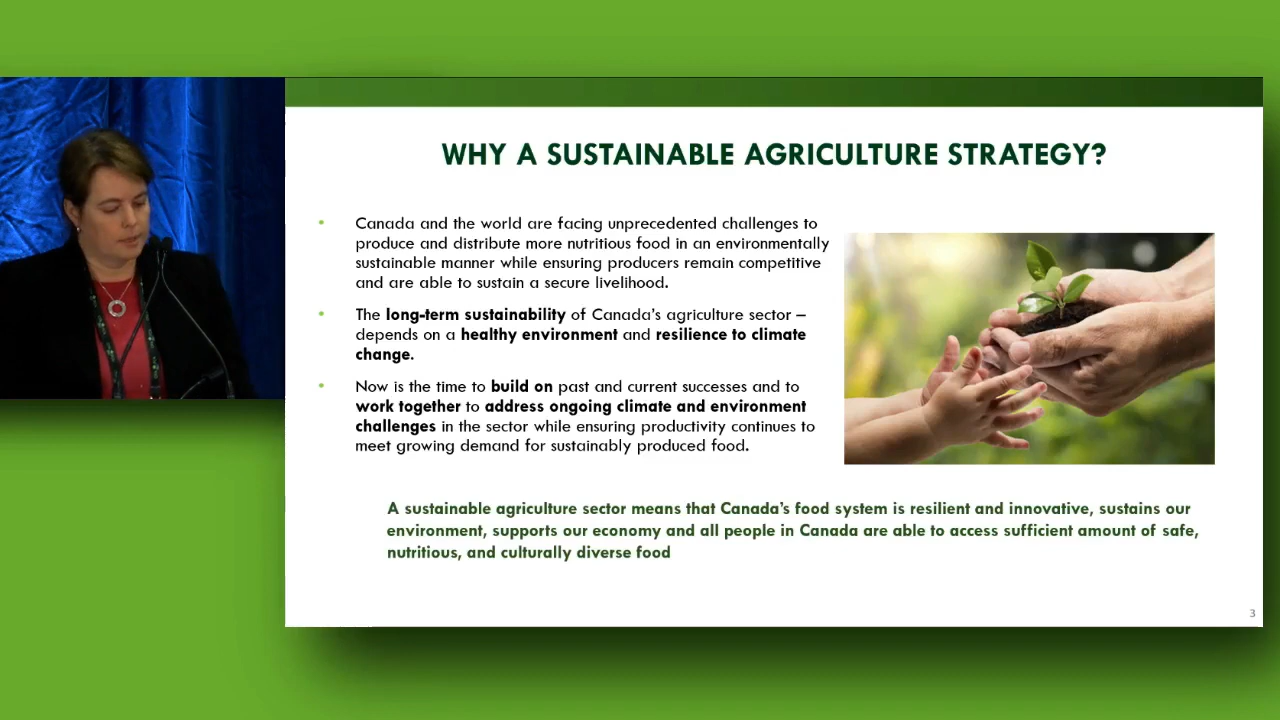 WHY A SUSTAINABLE AGRICULTURE STRATEGY?
• Canada and the world are facing unprecedented challenges to
produce and distribute more nutritious food in an environmentally
sustainable manner while ensuring producers remain competitive
and are able to sustain a secure livelihood.
• The long-term sustainability of Canada's agriculture sector –
depends on a healthy environment and resilience to climate
change.
• Now is the time to build on past and current successes and to
work together to address ongoing climate and environment
challenges in the sector while ensuring productivity continues to
meet growing demand for sustainably produced food.
A sustainable agriculture sector means that Canada's food system is resilient and innovative, sustains our
environment, supports our economy and all people in Canada are able to access sufficient amount of safe,
nutritious, and culturally diverse food
3